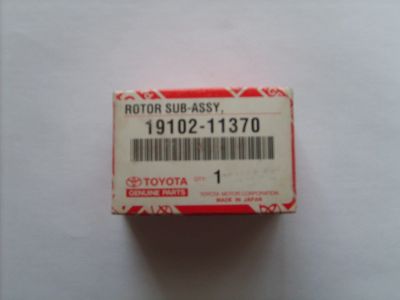 ROTOR SUB-ASSY,
19102-11370
TOYOTA QTY. 1
GENUINE PARTS
TOYOTA MOTOR CORPORATION
MADE IN JAPAN